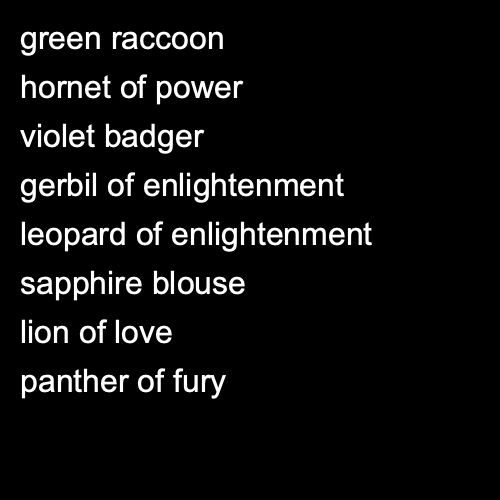 green raccoon
hornet of power
violet badger
gerbil of enlightenment
leopard of enlightenment
sapphire blouse
lion of love
panther of fury